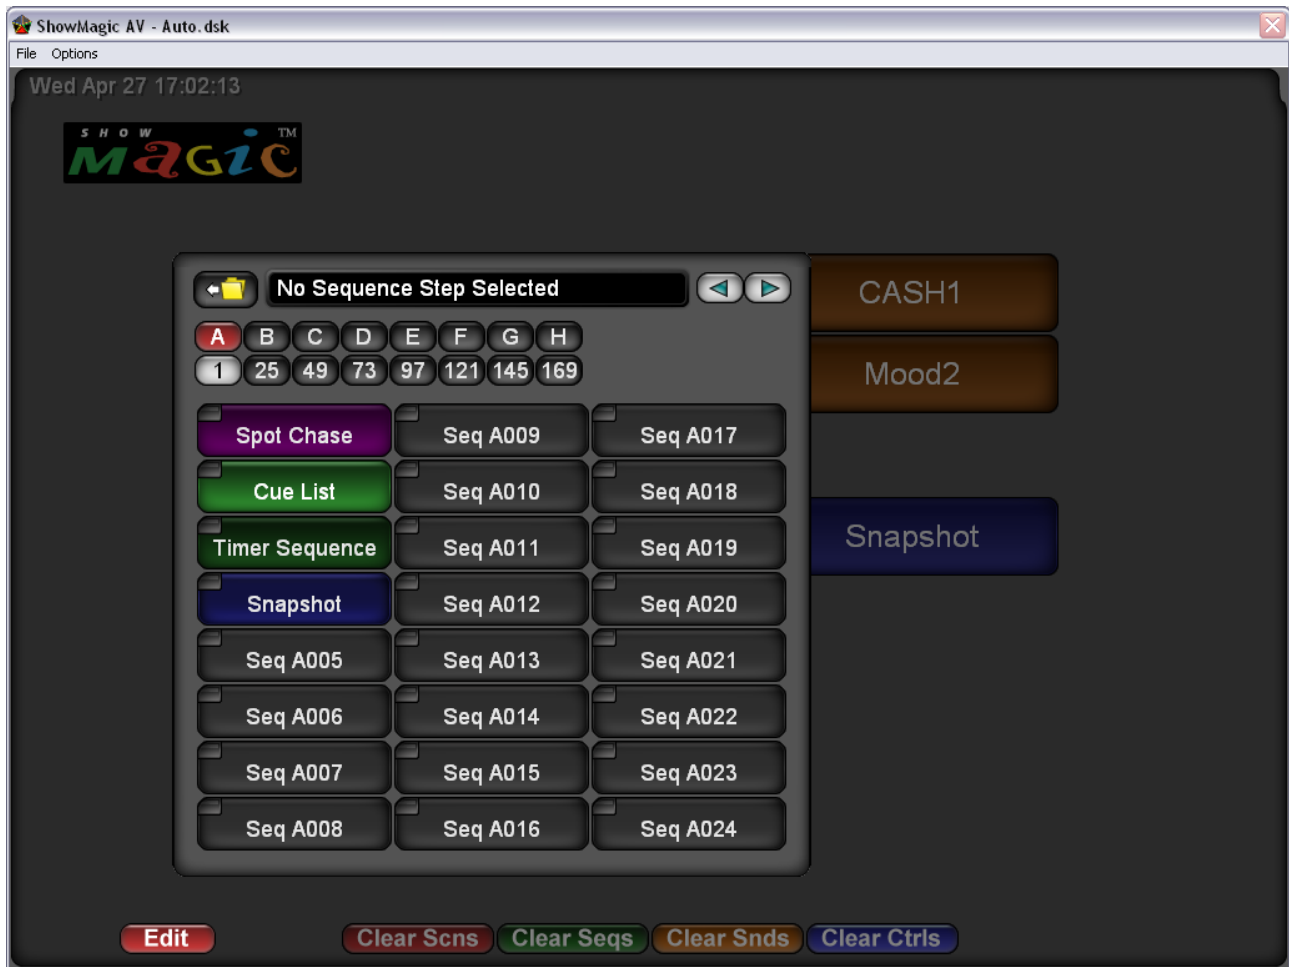 ShowMagic AV - Auto.dsk
File Options
Wed Apr 27 17:02:13
SHOW TM
MaGic
No Sequence Step Selected
CASH1
A B C D E F G H
1 25 49 73 97 121 145 169
Mood2
Spot Chase Seq A009 Seq A017
Cue List Seq A010 Seq A018
Timer Sequence Seq A011 Seq A019
Snapshot
Snapshot Seq A012 Seq A020
Seq A005 Seq A013 Seq A021
Seq A006 Seq A014 Seq A022
Seq A007 Seq A015 Seq A023
Seq A008 Seq A016 Seq A024
Edit Clear Scns Clear Seqs Clear Snds Clear Ctrls